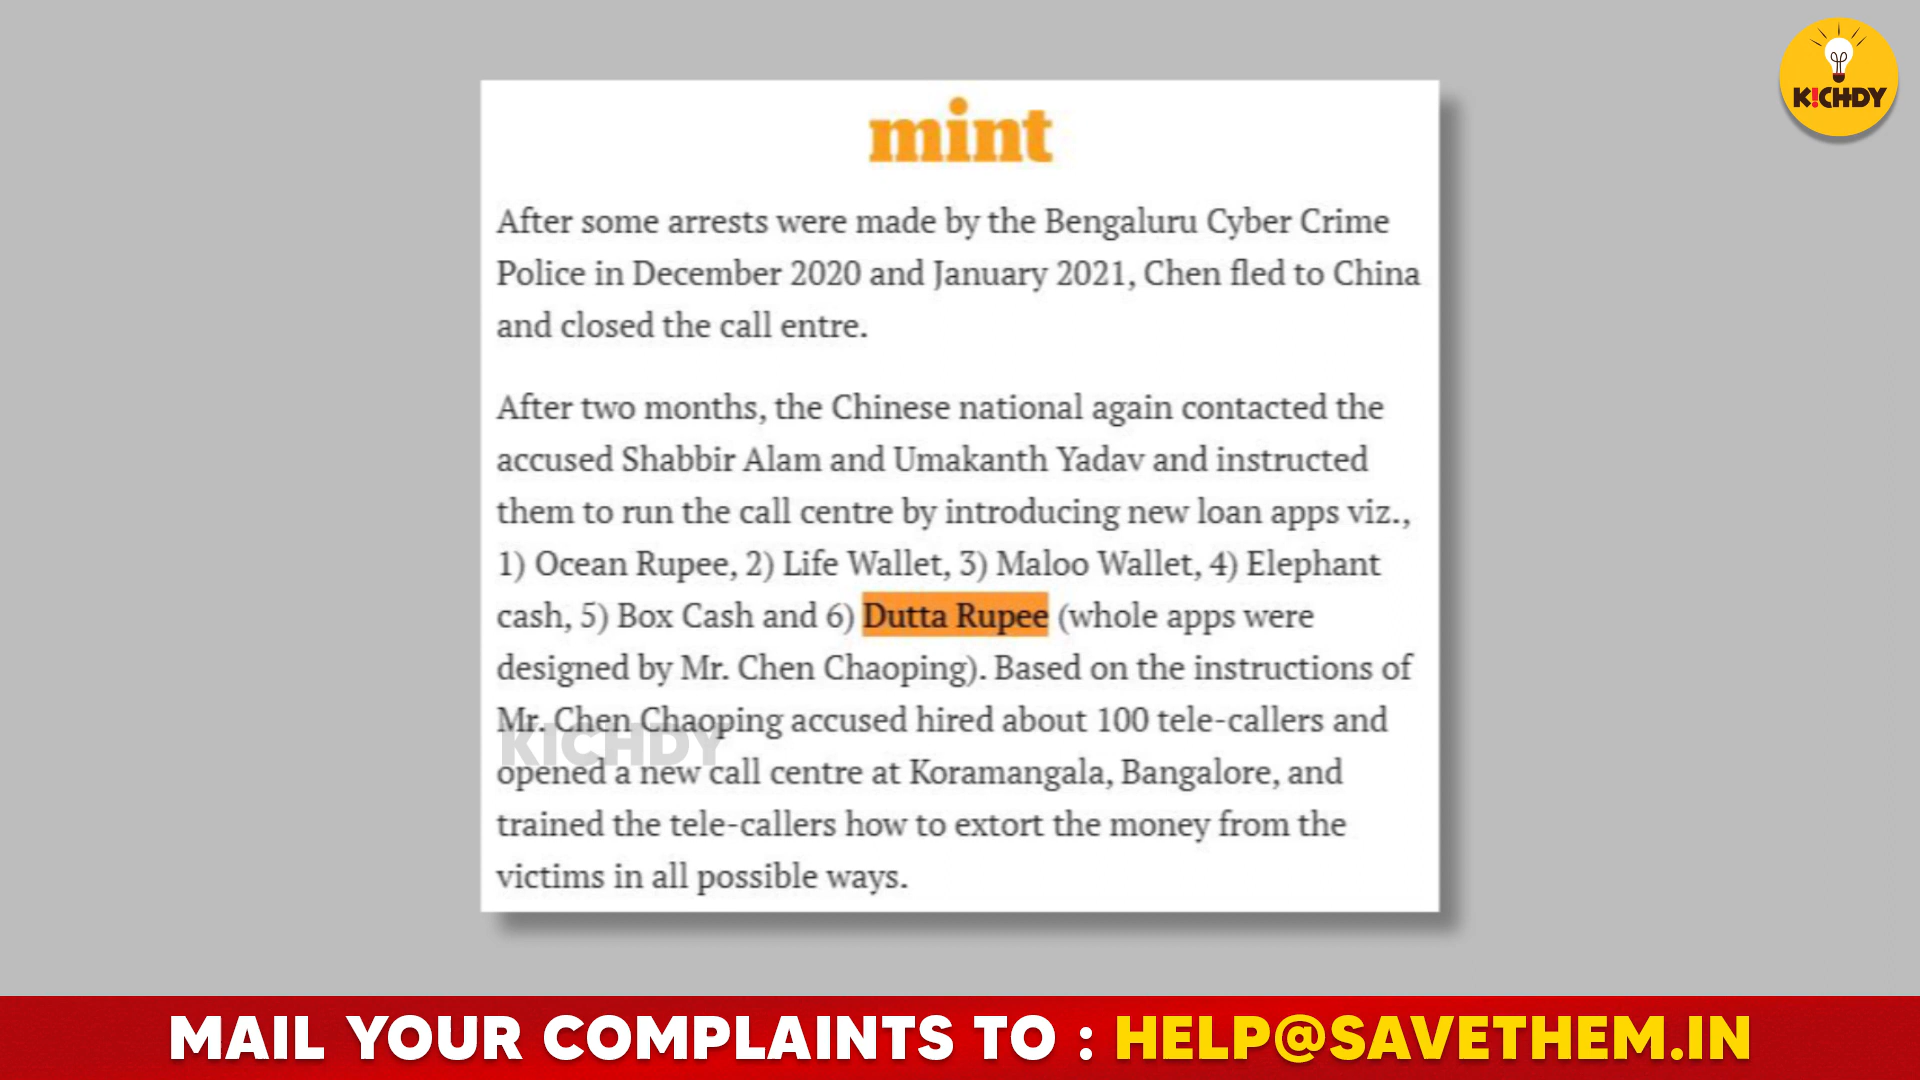 K!CHDY
mint
After some arrests were made by the Bengaluru Cyber Crime
Police in December 2020 and January 2021, Chen fled to China
and closed the call entre.
After two months, the Chinese national again contacted the
accused Shabbir Alam and Umakanth Yadav and instructed
them to run the call centre by introducing new loan apps viz.,
1) Ocean Rupee, 2) Life Wallet, 3) Maloo Wallet, 4) Elephant
cash, 5) Box Cash and 6) Dutta Rupee (whole apps were
designed by Mr. Chen Chaoping). Based on the instructions of
Mr. Chen Chaoping accused hired about 100 tele-callers and
KICHDY
opened a new call centre at Koramangala, Bangalore, and
trained the tele-callers how to extort the money from the
victims in all possible ways.
MAIL YOUR COMPLAINTS TO : HELP@SAVETHEM.IN